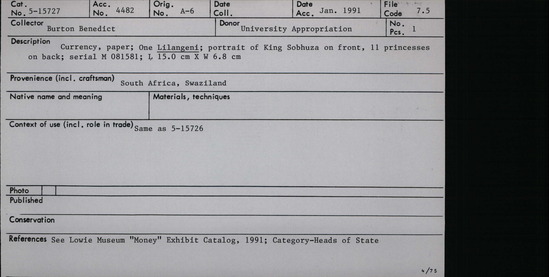 Cat. No. 5-15727 Acc. No. 4482 Orig. No. A-6 Date Coll. Date Acc. Jan. 1991 File Code 7.5
Collector Burton Benedict Donor University Appropriation No. Pcs. 1
Description Currency, paper; One Lilangeni; portrait of King Sobhuza on front, 11 princesses
on back; serial M 081581; L 15.0 cm X W 6.8 cm
Provenience (incl. craftsman) South Africa, Swaziland
Native name and meaning Materials, techniques
Context of use (incl. role in trade) Same as 5-15726
Photo
Published
Conservation
References See Lowie Museum "Money" Exhibit Catalog, 1991; Category-Heads of State